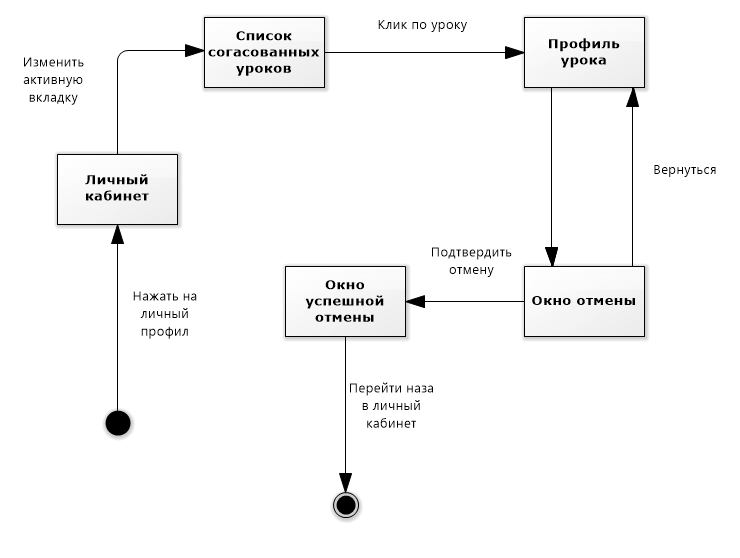 Список
согасованных
уроков
Клик по уроку
Профиль
урока
Изменить
активную
вкладку
Личный
кабинет
Вернуться
Подтвердить
отмену
Окно
успешной
отмены
Окно отмены
Нажать на
личный
профил
Перейти наза
в личный
кабинет